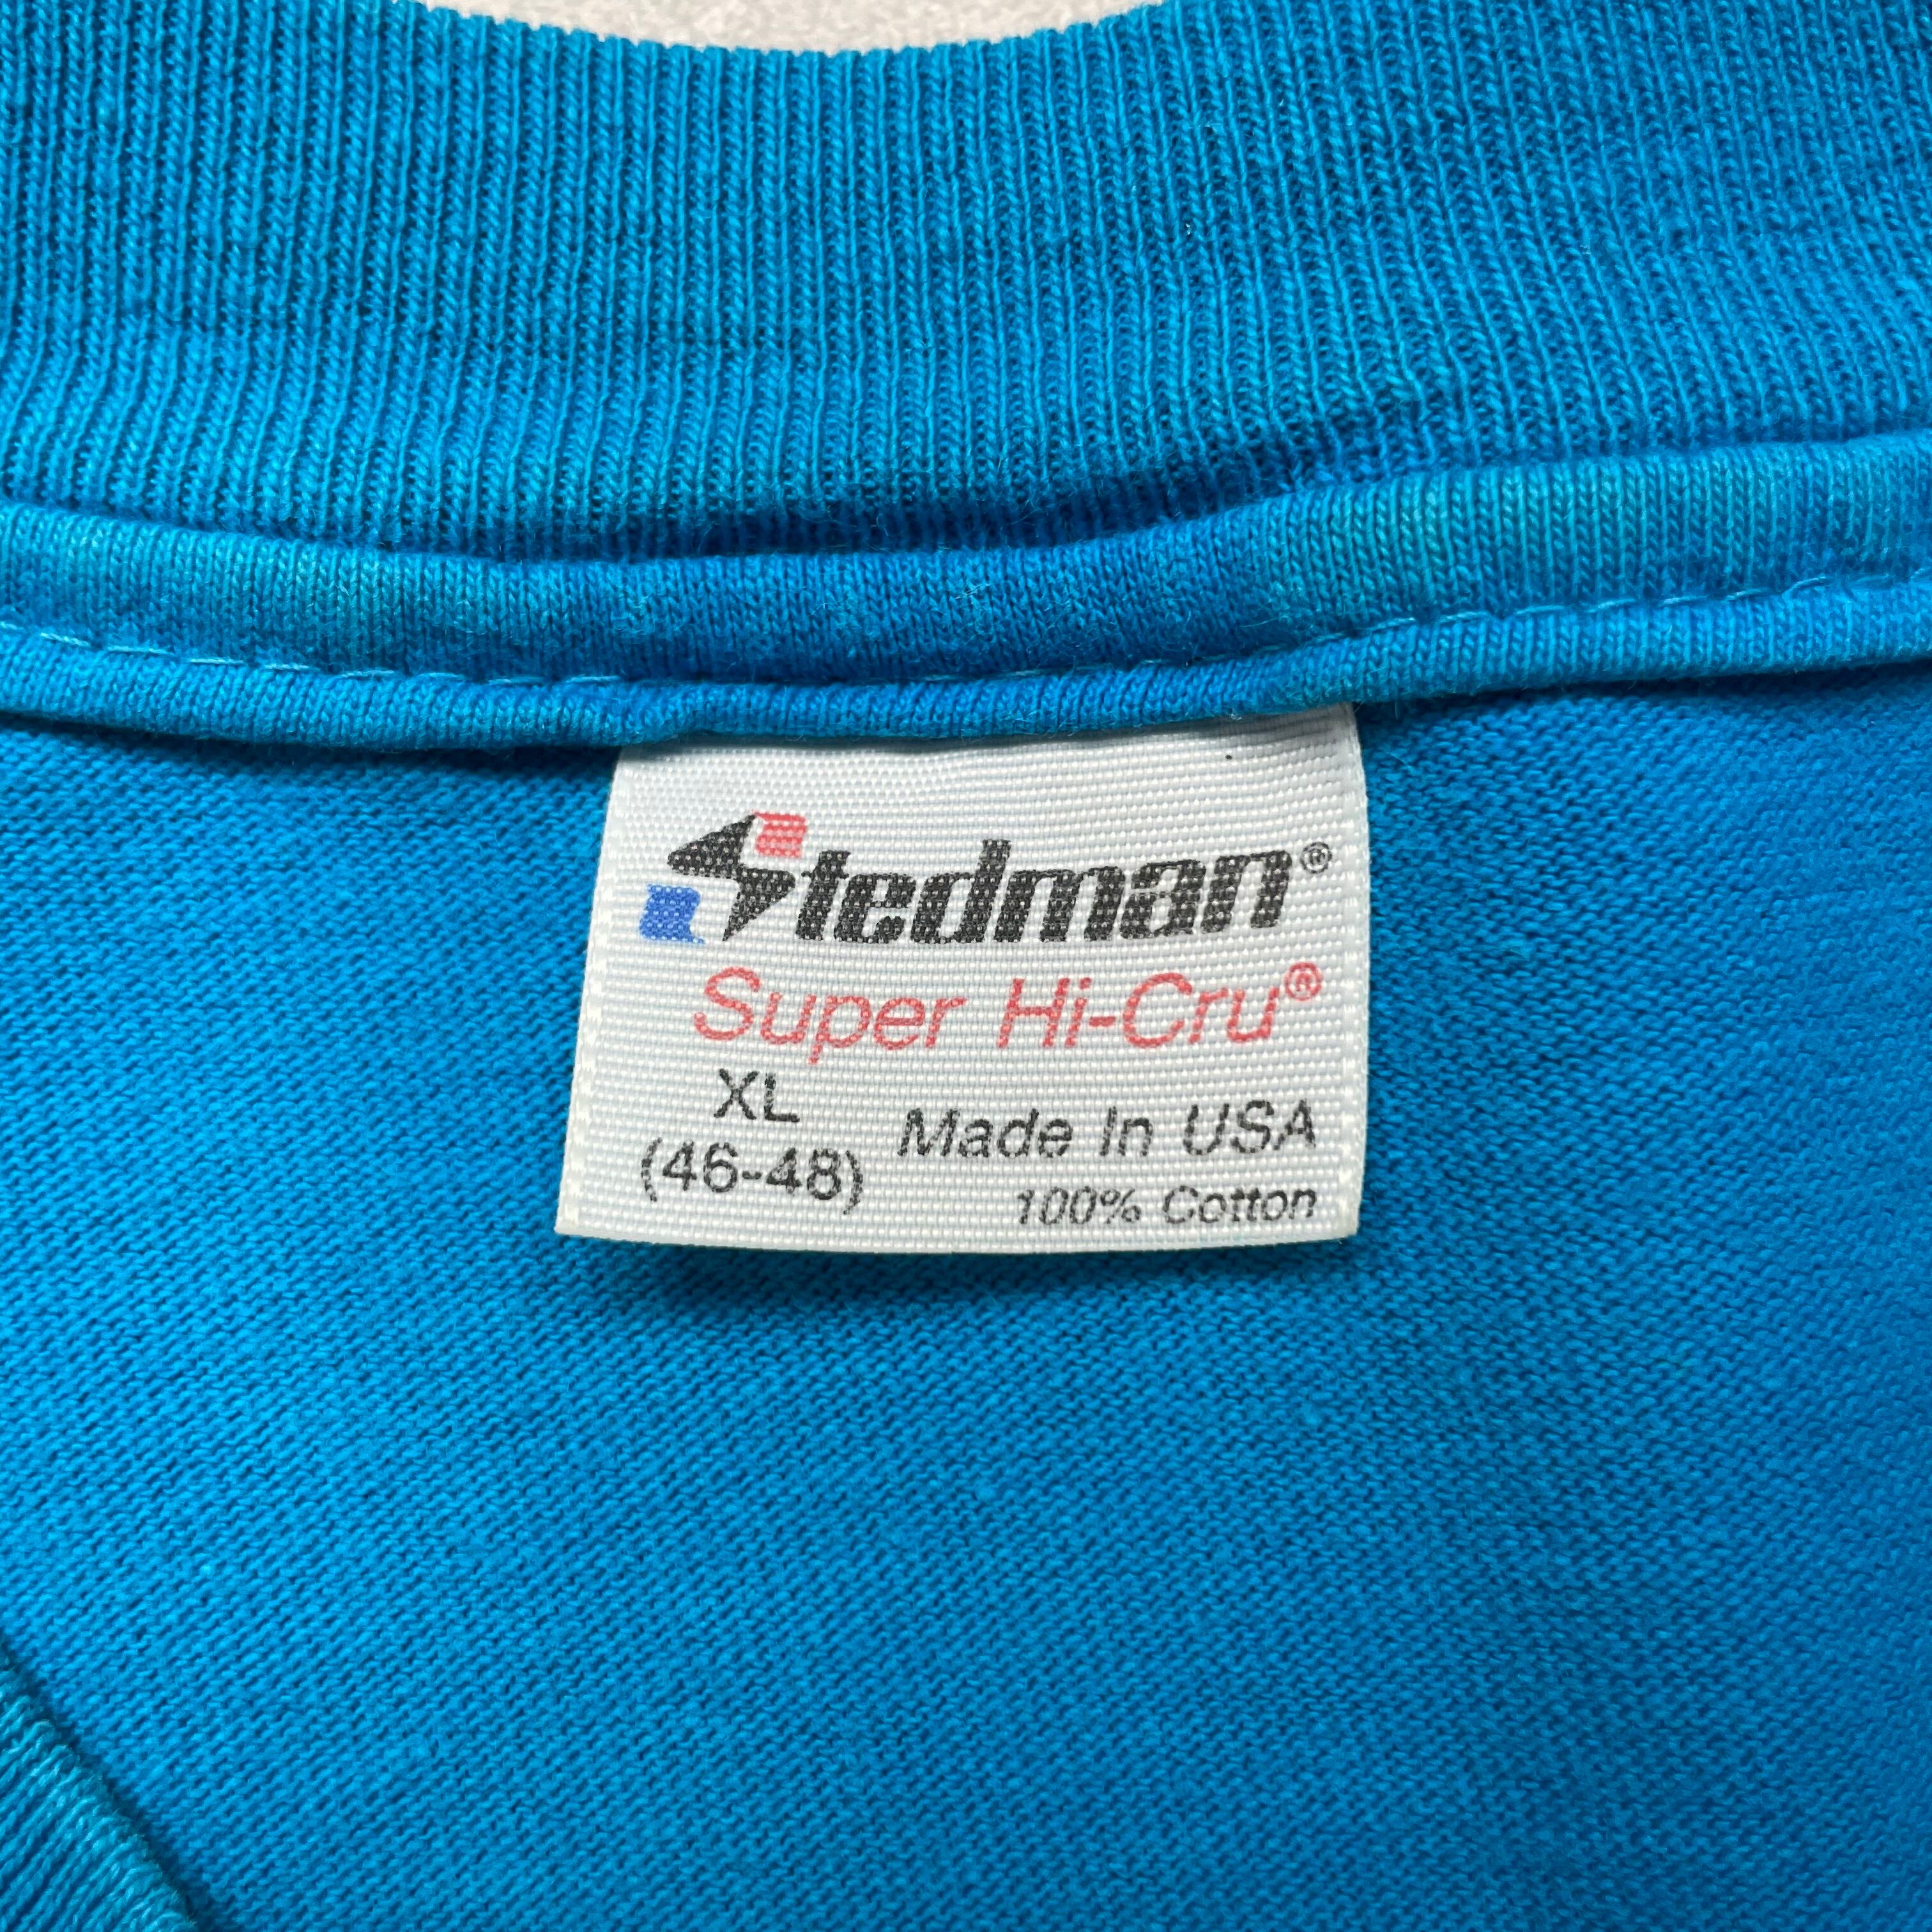 Stedman®
Super Hi-Cru®
XL
(46-48)
Made In USA
100% Cotton